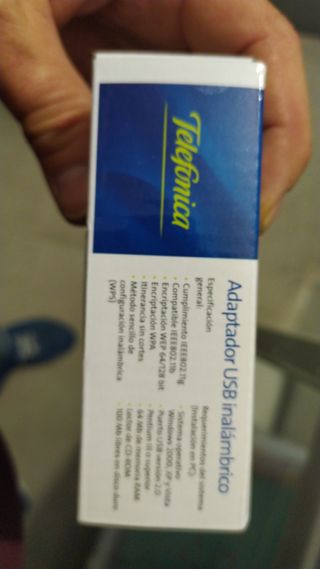 Telefónica
Adaptador USB inalámbrico
Especificación
general:
· Cumplimiento IEEE802.11g
· Compatible IEEE802.11b
· Encriptación WEP 64/128 bit
· Encriptación WPA
· Itinerancia sin cortes
· Método sencillo de
configuración inalámbrica
(WPS)
Requerimientos del sistema
(Instalación en PC):
· Sistema operativo
Windows 2000, XP y vista
· Puerto USB versión 2.0
· Pentium III o superior
· 64 Mb de memoria RAM
· Lector de CD-ROM
· 100 MB libres en disco duro